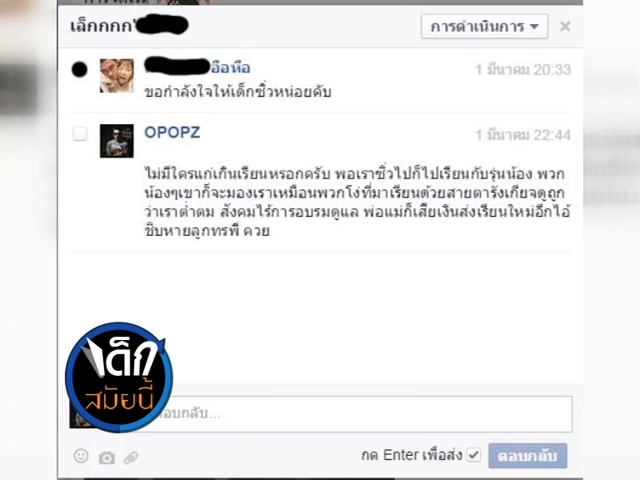 เล็กกกก'
การดำเนินการ
อือหือ
1 มีนาคม 20:33
ขอกำลังใจให้เด็กซิ่วหน่อยคับ
OPOPZ
1 มีนาคม 22:44
ไม่มีใครแก่เกินเรียนหรอกครับ พอเราซิ่วไปก็ไปเรียนกับรุ่นน้อง พวก
น้องๆเขาก็จะมองเราเหมือนพวกโง่ที่มาเรียนด้วยสายตารังเกียจดูถูก
ว่าเราต่ำตม สังคมไร้การอบรมดูแล พ่อแม่ก็เสียเงินส่งเรียนใหม่อีกไอ้
ชิบหายลูกทรพี ควย
เด็ก
สมัยนี้
ตอบกลับ...
กด Enter เพื่อส่ง
ตอบกลับ